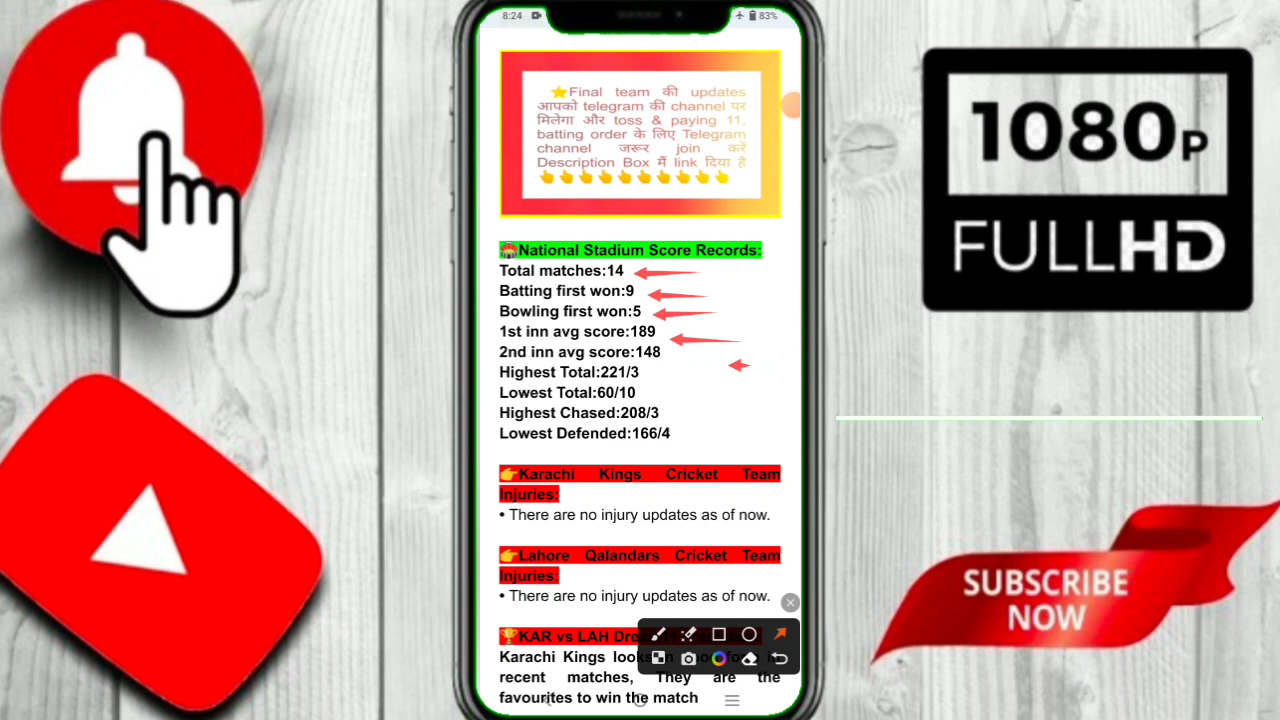 8:24
83%
⭐Final team की updates
आपको telegram की channel पर
मिलेगा और toss & paying 11,
batting order के लिए Telegram
channel जरूर join करें
Description Box में link दिया है
👆👆👆👆👆👆👆👆👆👆
🏟️National Stadium Score Records:
Total matches:14
Batting first won:9
Bowling first won:5
1st inn avg score:189
2nd inn avg score:148
Highest Total:221/3
Lowest Total:60/10
Highest Chased:208/3
Lowest Defended:166/4
👉Karachi Kings Cricket Team
Injuries:
• There are no injury updates as of now.
👉Lahore Qalandars Cricket Team
Injuries:
• There are no injury updates as of now.
🏆KAR vs LAH
Karachi Kings looks
recent matches, They are the
favourites to win the match
1080P
FULLHD
SUBSCRIBE
NOW